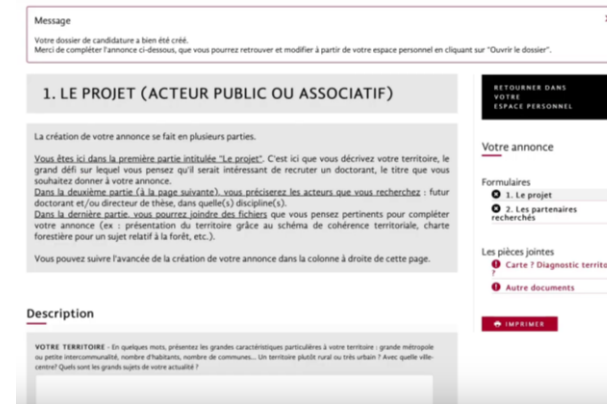 Message
Votre dossier de candidature a bien été créé.
Merci de compléter l'annonce ci-dessous, que vous pourrez retrouver et modifier à partir de votre espace personnel en cliquant sur "Ouvrir le dossier".
1. LE PROJET (ACTEUR PUBLIC OU ASSOCIATIF)
La création de votre annonce se fait en plusieurs parties.
Vous êtes ici dans la première partie intitulée "Le projet". C'est ici que vous décrivez votre territoire, le
grand défi sur lequel vous pensez qu'il serait intéressant de recruter un doctorant, le titre que vous
souhaitez donner à votre annonce.
Dans la deuxième partie (à la page suivante), vous préciserez les acteurs que vous recherchez : futur
doctorant et/ou directeur de thèse, dans quelle(s) discipline(s).
Dans la dernière partie, vous pourrez joindre des fichiers que vous pensez pertinents pour compléter
votre annonce (ex : présentation du territoire grâce au schéma de cohérence territoriale, charte
forestière pour un sujet relatif à la forêt, etc.).
Vous pouvez suivre l'avancée de la création de votre annonce dans la colonne à droite de cette page.
Description
VOTRE TERRITOIRE - En quelques mots, présentez les grandes caractéristiques particulières à votre territoire : grande métropole
ou petite intercommunalité, nombre d'habitants, nombre de communes... Un territoire plutôt rural ou très urbain ? Avec quelle ville-
centre? Quels sont les grands sujets de votre actualité ?
RETOURNER DANS
VOTRE
ESPACE PERSONNEL
Votre annonce
Formulaires
1. Le projet
2. Les partenaires
recherchés
Les pièces jointes
Carte ? Diagnostic territo
?
Autre documents
IMPRIMER